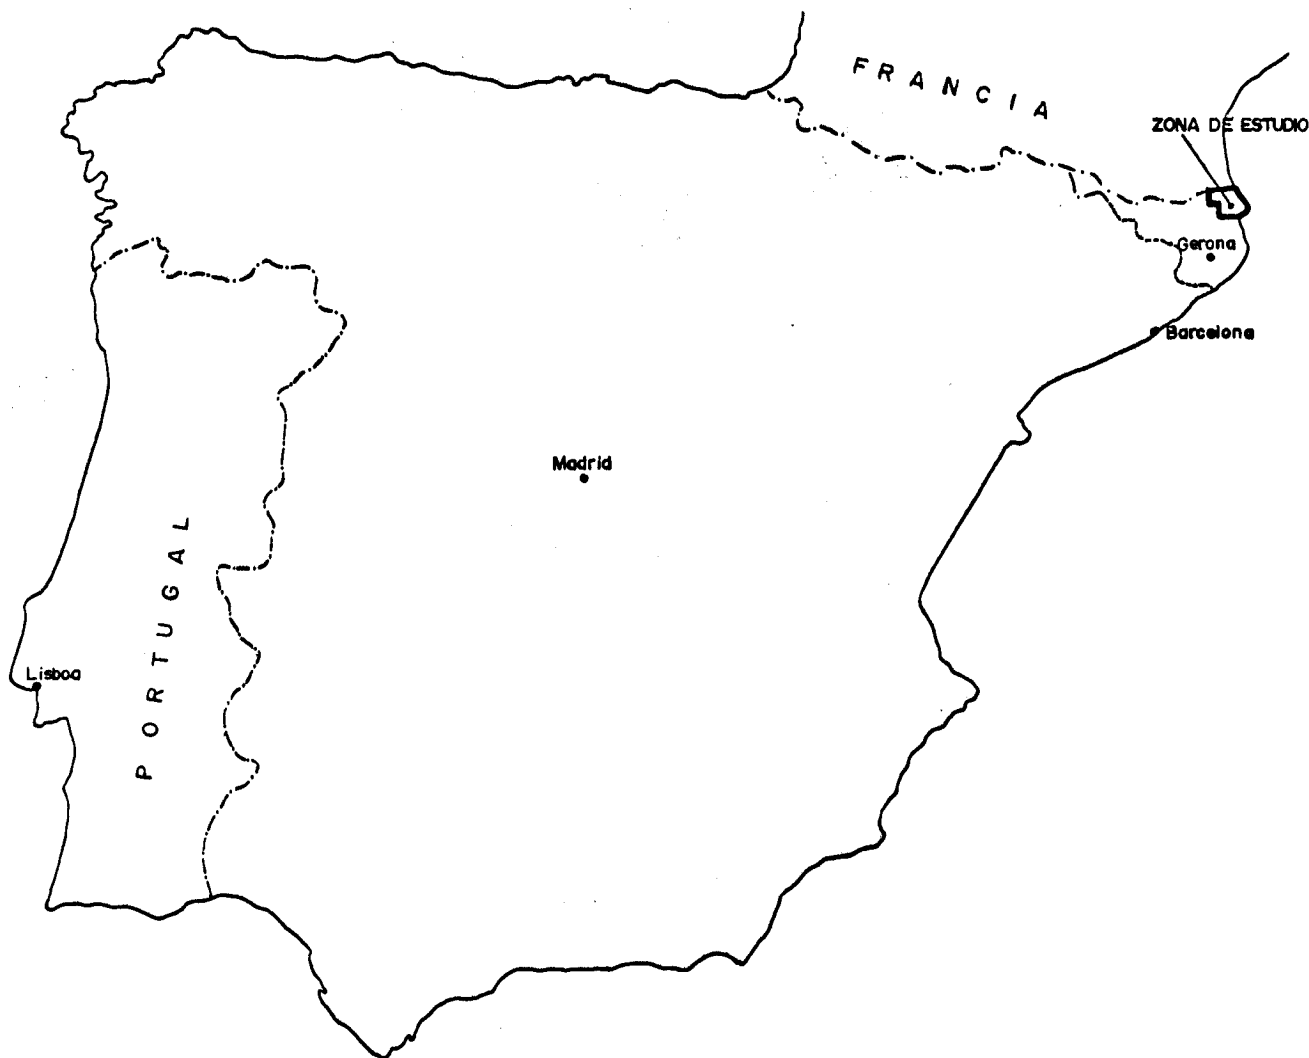 FRANCIA
ZONA DE ESTUDIO
Gerona
Barcelona
Madrid
PORTUGAL
Lisboa